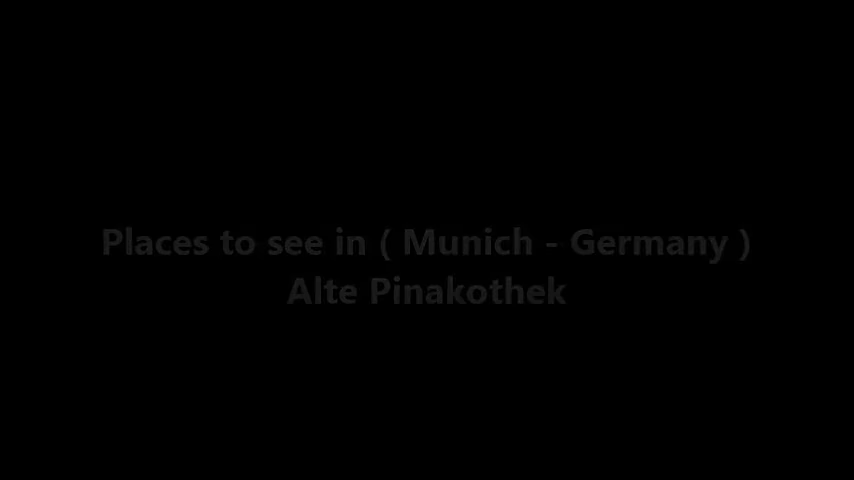 Places to see in ( Munich - Germany )
Alte Pinakothek